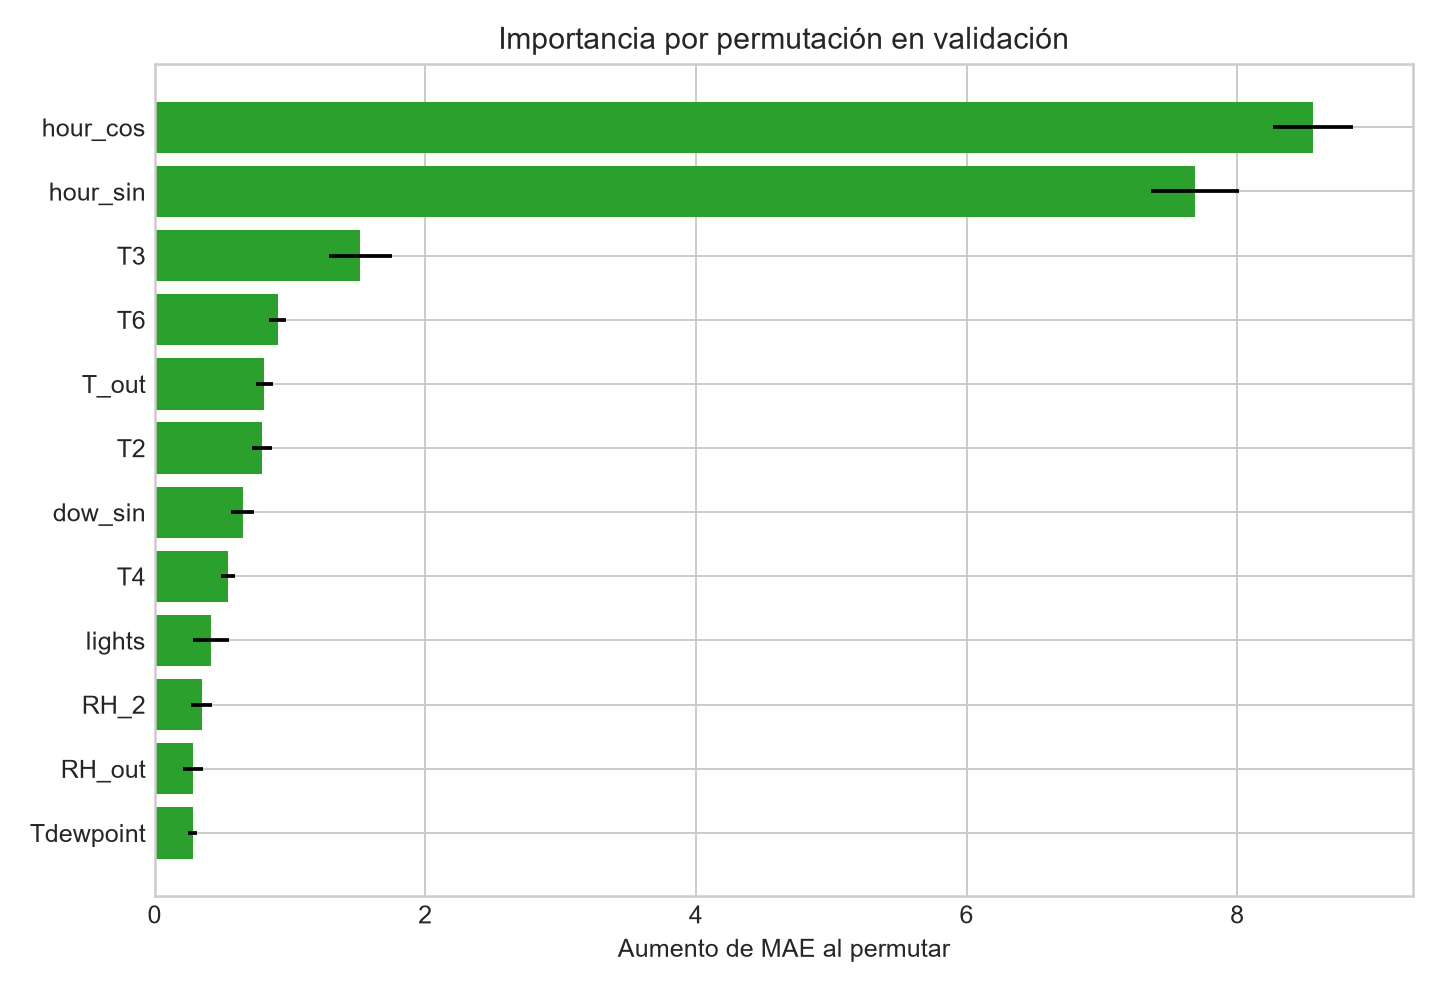 Importancia por permutación en validación
hour_cos
hour_sin
T3
T6
T_out
T2
dow_sin
T4
lights
RH_2
RH_out
Tdewpoint
0 2 4 6 8
Aumento de MAE al permutar